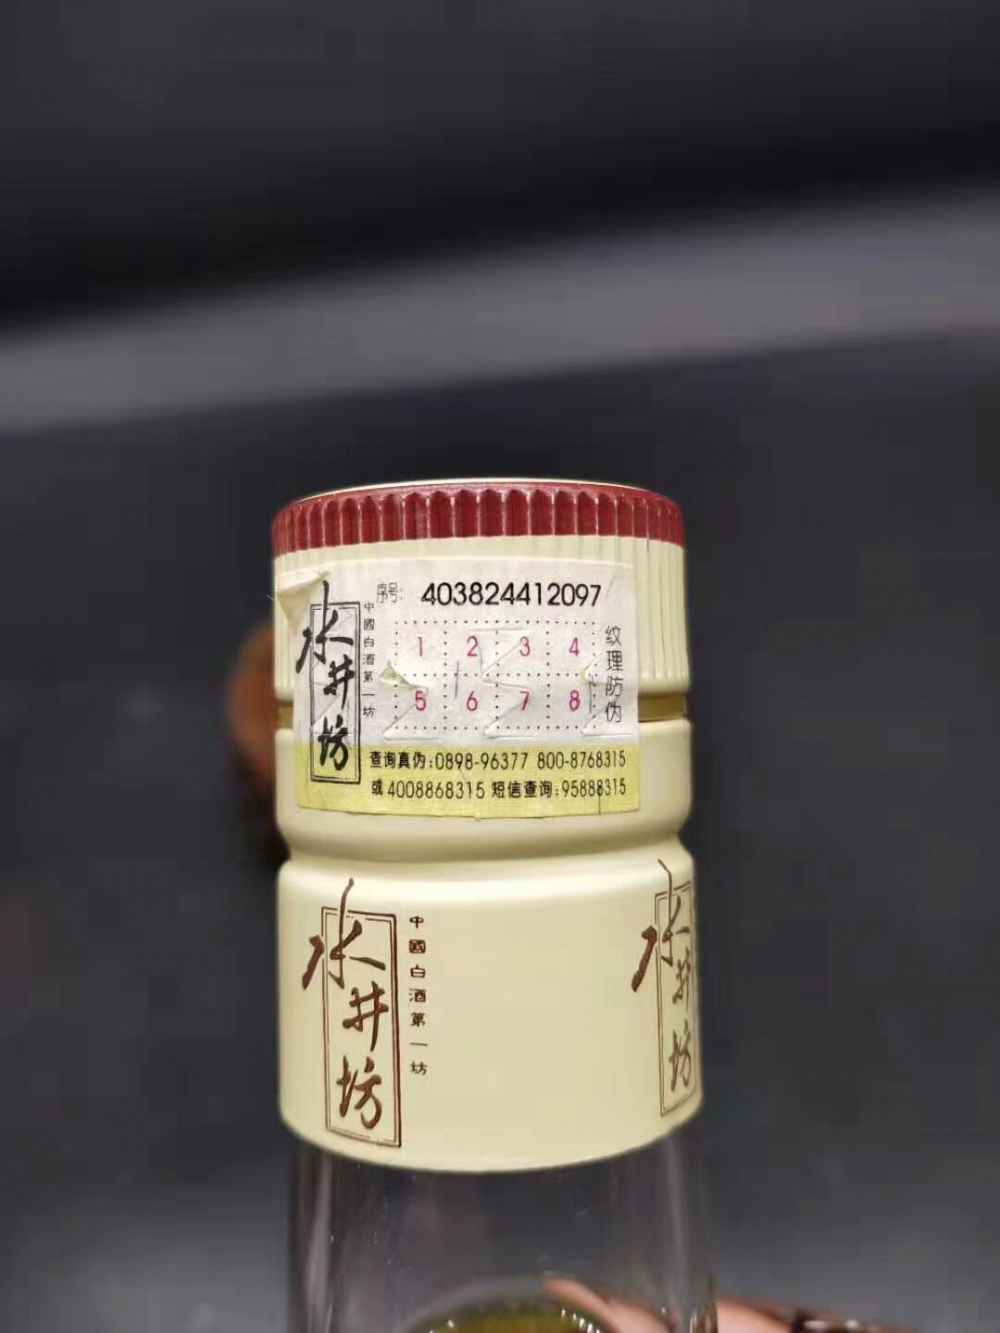 序号: 403824412097
水井坊
中國白酒第一坊
1 2 3 4
5 6 7 8
纹理防伪
查询真伪:0898-96377 800-8768315
或4008868315 短信查询:95888315
水井坊
中國白酒第一坊
水井坊